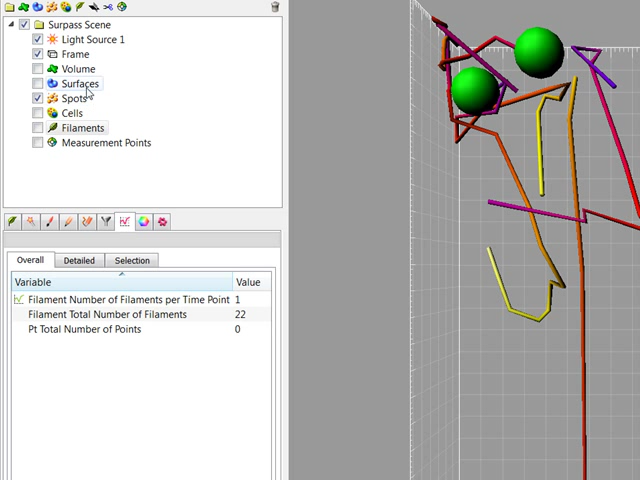 Surpass Scene
Light Source 1
Frame
Volume
Surfaces
Spots
Cells
Filaments
Measurement Points
Overall Detailed Selection
Variable Value
Filament Number of Filaments per Time Point 1
Filament Total Number of Filaments 22
Pt Total Number of Points 0